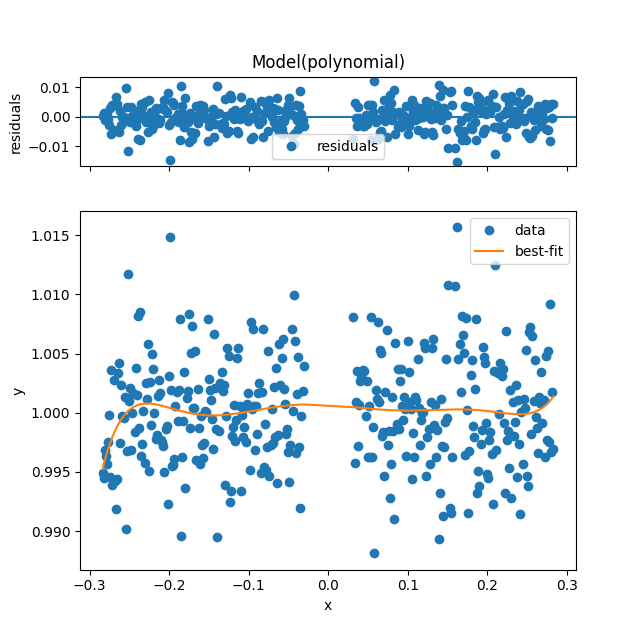 Model(polynomial)
residuals
0.01
0.00
−0.01
residuals
y
1.015
1.010
1.005
1.000
0.995
0.990
data
best-fit
−0.3 −0.2 −0.1 0.0 0.1 0.2 0.3
x